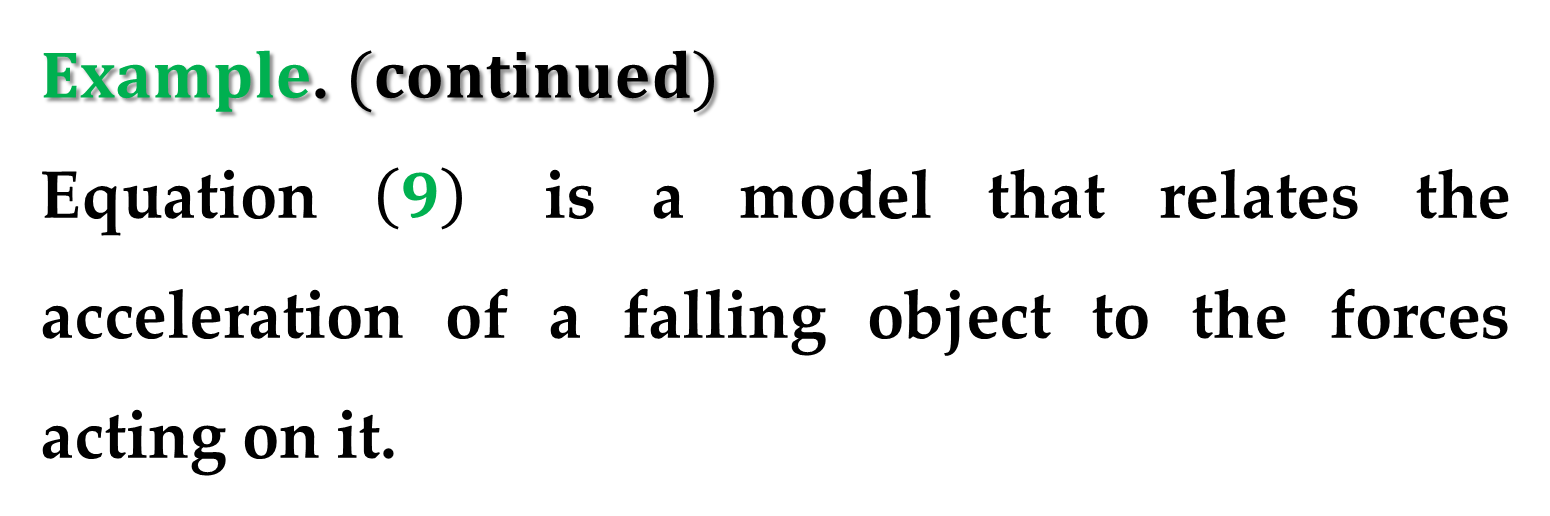 Example. (continued)
Equation (9) is a model that relates the
acceleration of a falling object to the forces
acting on it.